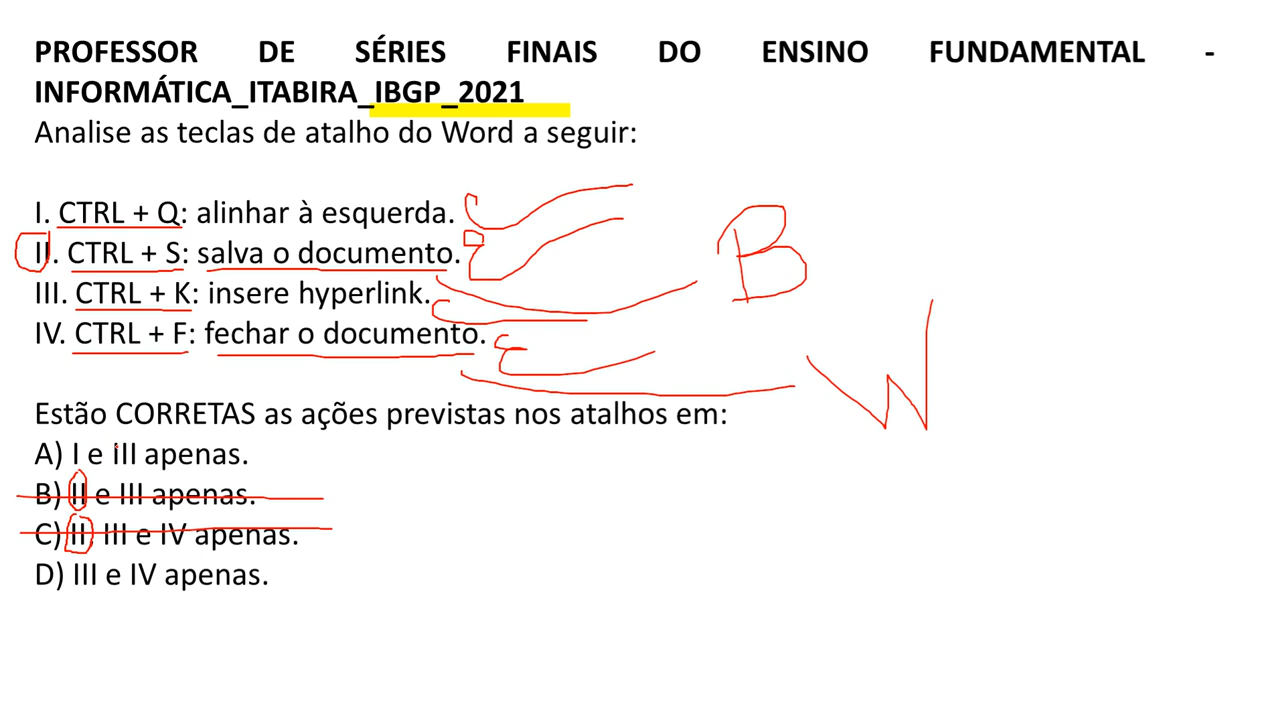 PROFESSOR DE SÉRIES FINAIS DO ENSINO FUNDAMENTAL -
INFORMÁTICA_ITABIRA_IBGP_2021
Analise as teclas de atalho do Word a seguir:
I. CTRL + Q: alinhar à esquerda.
II. CTRL + S: salva o documento.
B
III. CTRL + K: insere hyperlink.
IV. CTRL + F: fechar o documento.
W
Estão CORRETAS as ações previstas nos atalhos em:
A) I e III apenas.
B) II e III apenas.
C) II, III e IV apenas.
D) III e IV apenas.